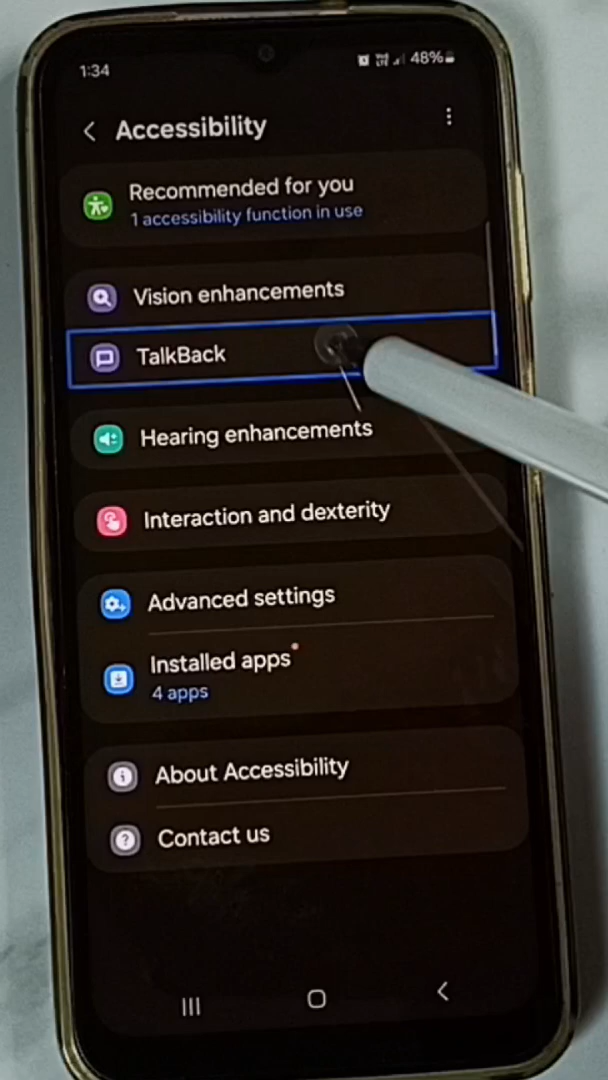 1:34
48%
Accessibility
Recommended for you
1 accessibility function in use
Vision enhancements
TalkBack
Hearing enhancements
Interaction and dexterity
Advanced settings
Installed apps
4 apps
About Accessibility
Contact us